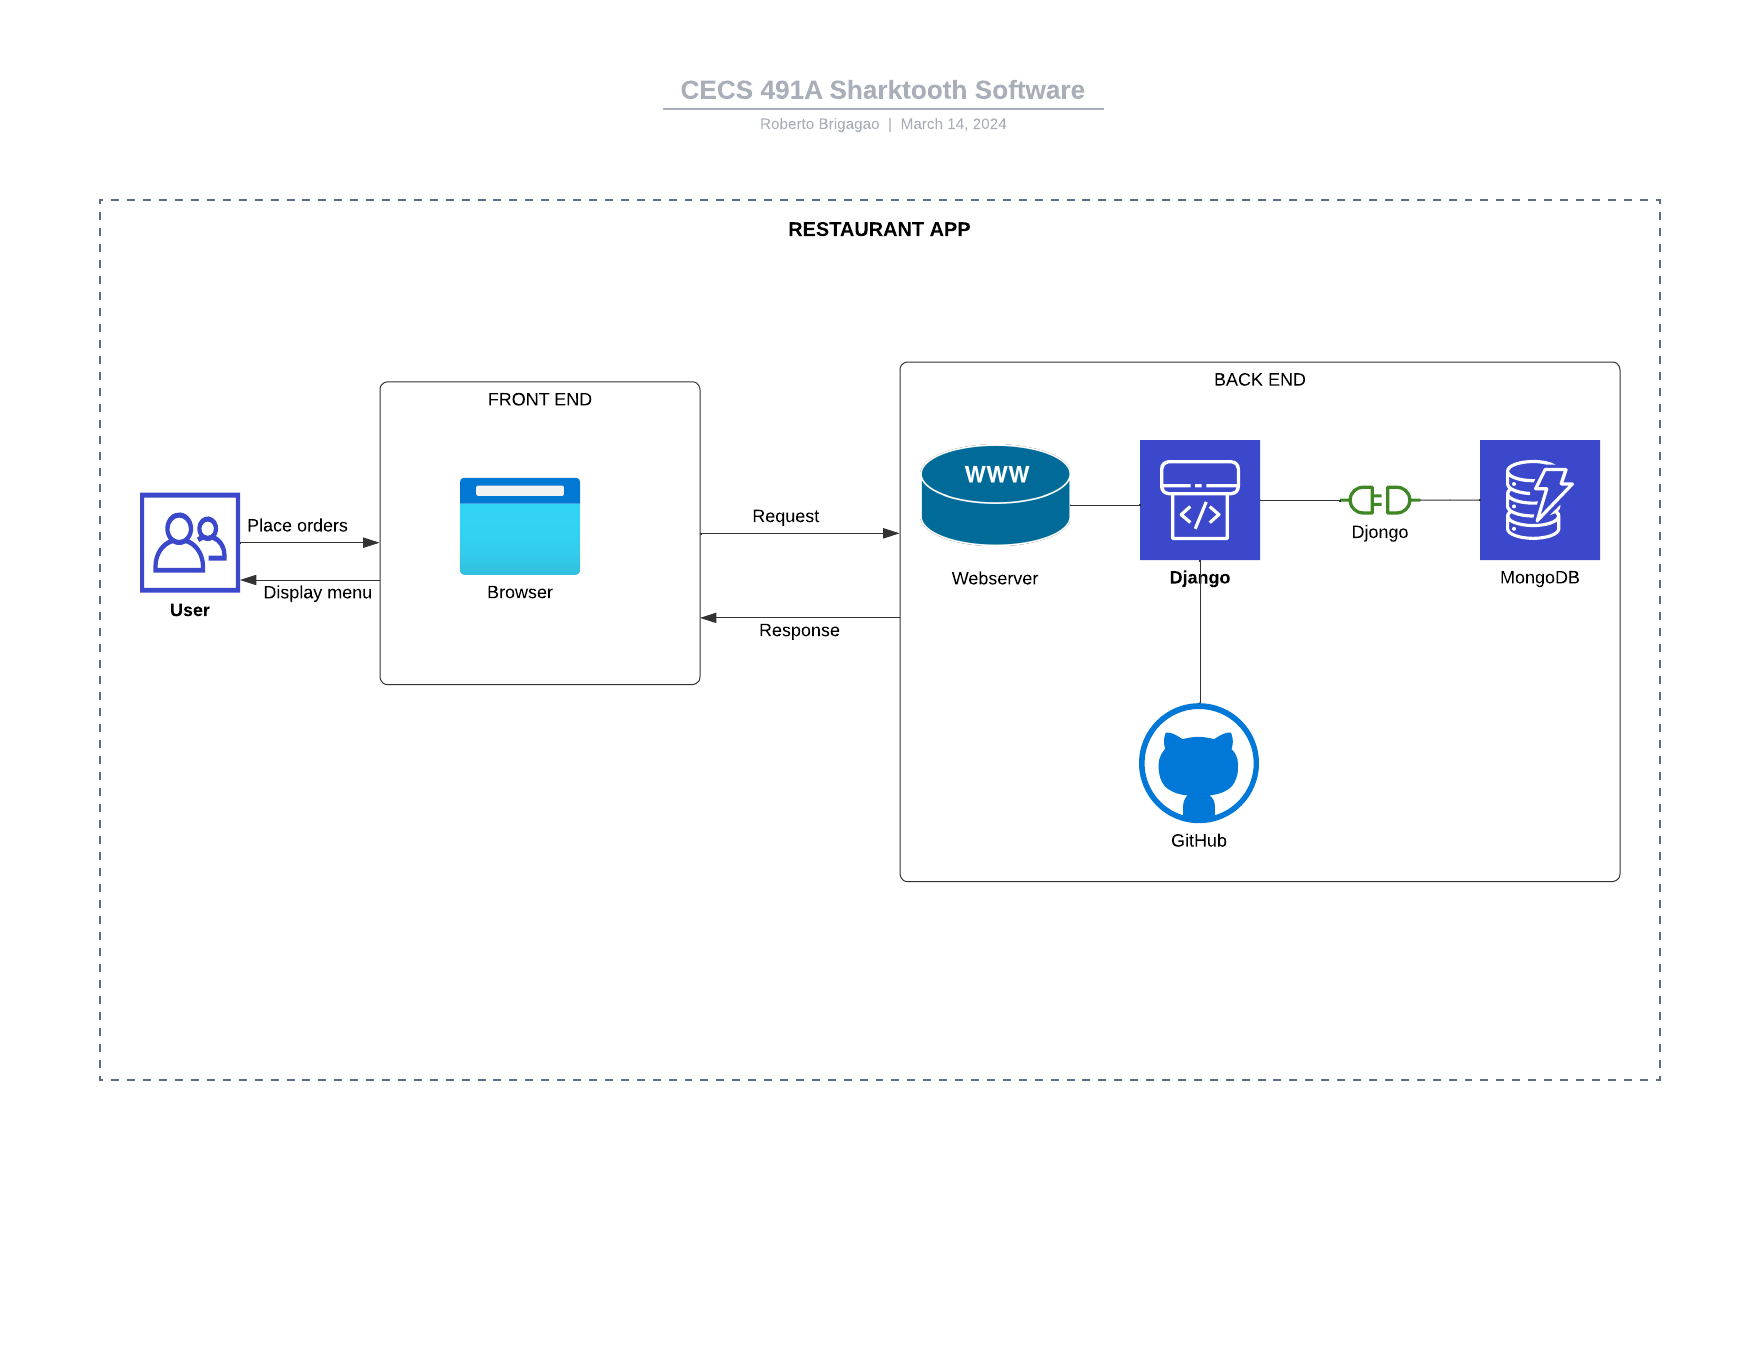 CECS 491A Sharktooth Software
Roberto Brigagao | March 14, 2024
RESTAURANT APP
FRONT END
BACK END
Place orders
Display menu
User
Browser
Request
Response
WWW
Webserver
</>
Django
Djongo
MongoDB
GitHub